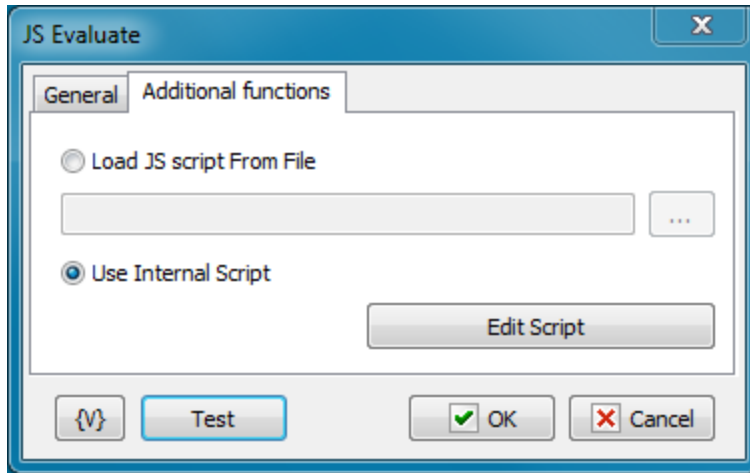 JS Evaluate
General Additional functions
Load JS script From File
...
Use Internal Script
Edit Script
{V} Test OK Cancel